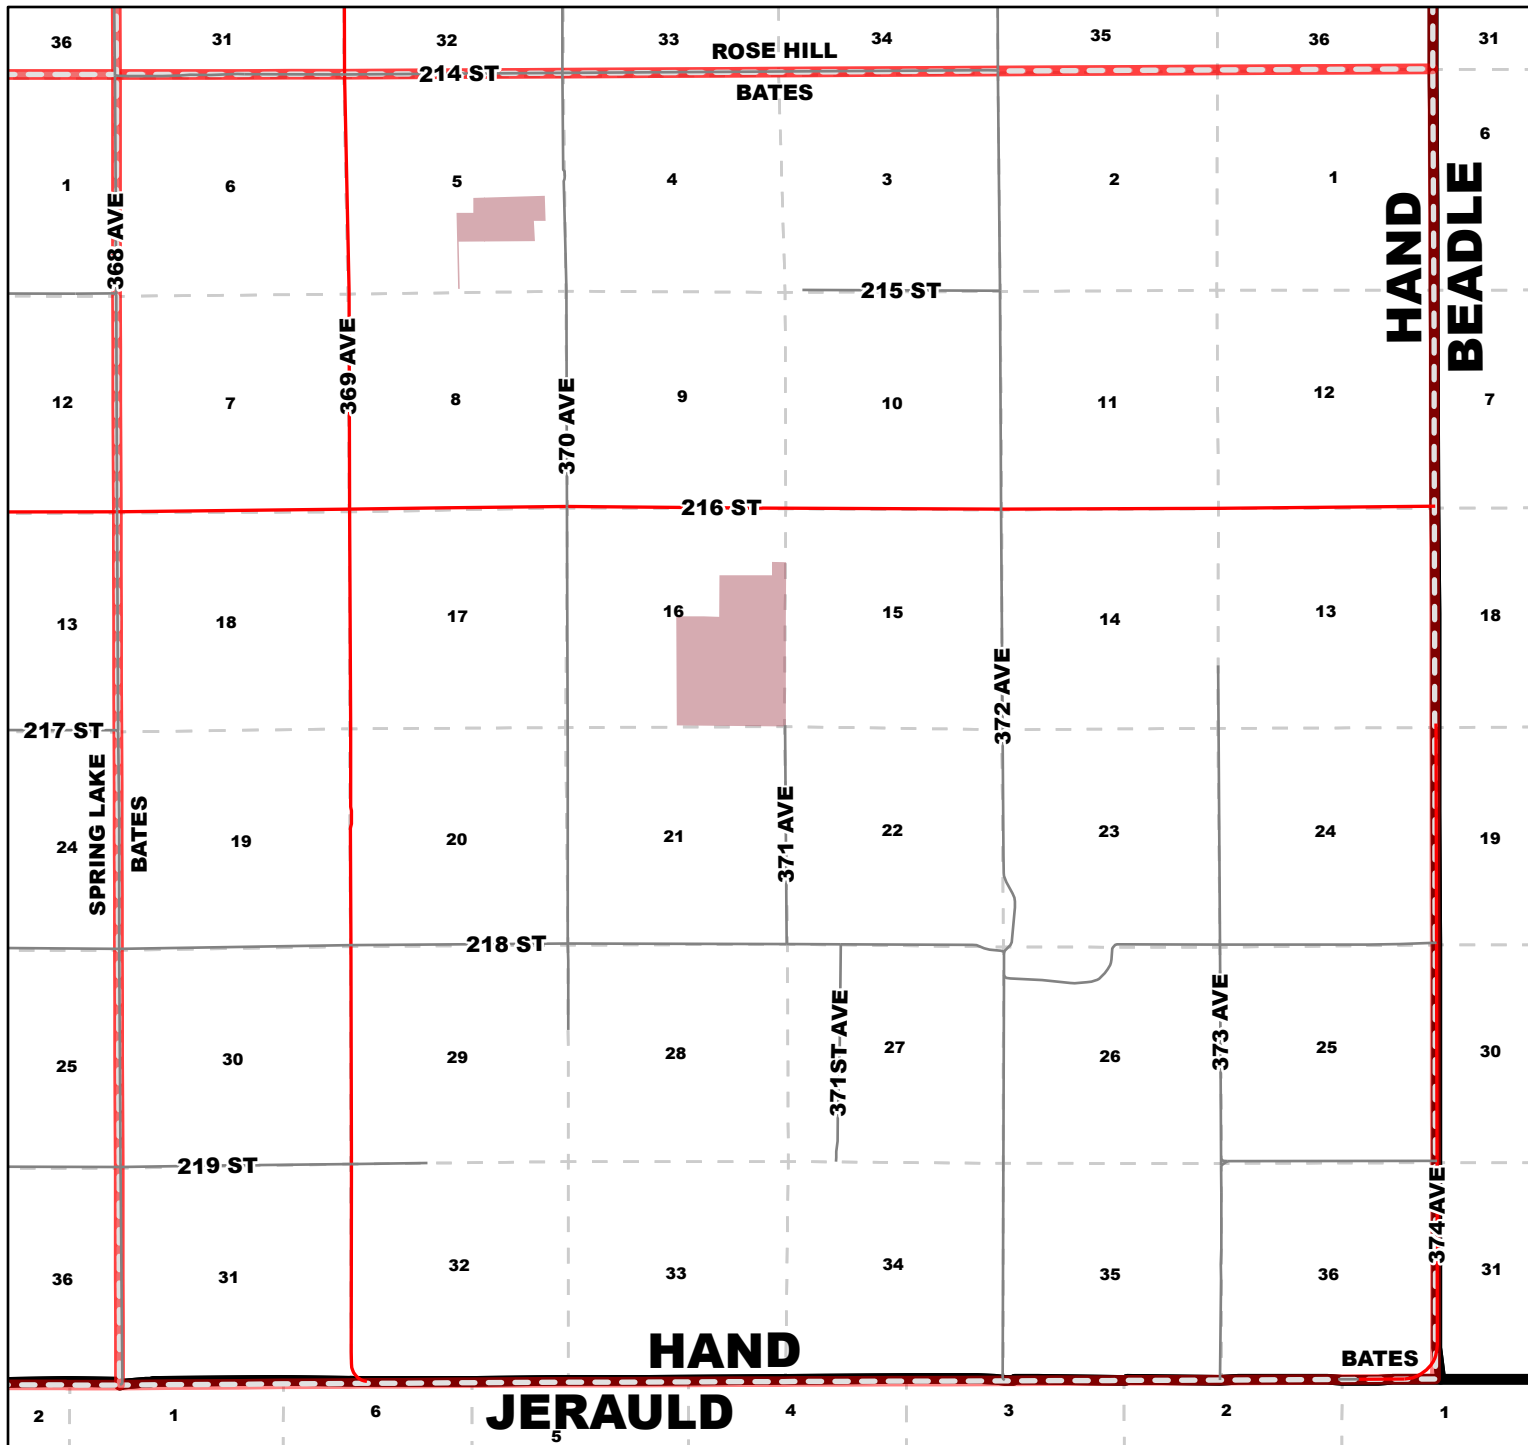 36 31 32 33 34 35 36 31
ROSE HILL
214 ST
BATES
6
1 6 5 4 3 2 1
368 AVE
HAND
BEADLE
215 ST
369 AVE
370 AVE
12 7 8 9 10 11 12 7
216 ST
13 18 17 16 15 14 13 18
372 AVE
217 ST
SPRING LAKE
BATES
371 AVE
24 19 20 21 22 23 24 19
218 ST
371ST AVE
373 AVE
25 30 29 28 27 26 25 30
219 ST
374 AVE
36 31 32 33 34 35 36 31
HAND
BATES
JERAULD
2 1 6 5 4 3 2 1